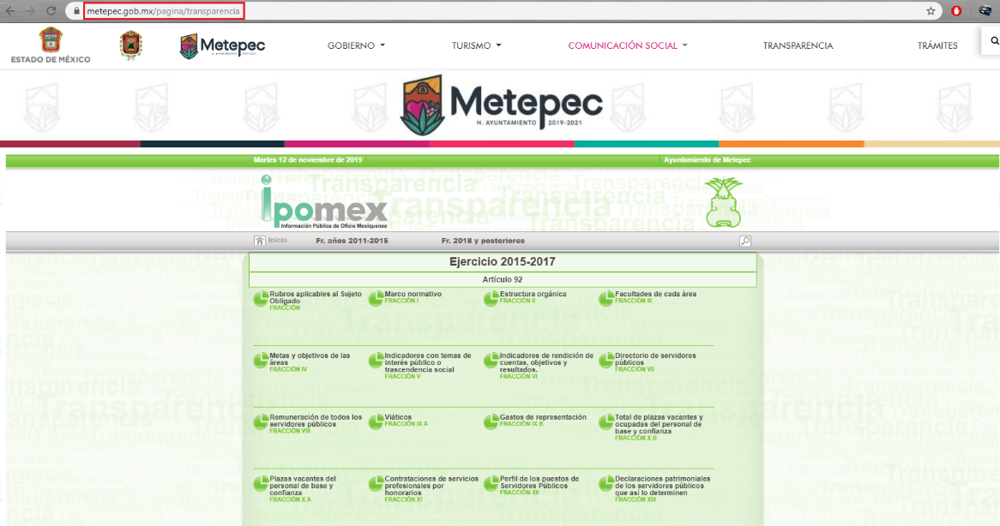 metepec.gob.mx/pagina/transparencia
ESTADO DE MÉXICO
Metepec
H. AYUNTAMIENTO 2019-2021
GOBIERNO
TURISMO
COMUNICACIÓN SOCIAL
TRANSPARENCIA
TRÁMITES
Metepec
H. AYUNTAMIENTO 2019-2021
Martes 12 de noviembre de 2019
Ayuntamiento de Metepec
Transparencia
ipomex
Información Pública de Oficio Mexiquense
Inicio
Fr. años 2011-2015
Fr. 2018 y posteriores
Ejercicio 2015-2017
Artículo 92
Rubros aplicables al Sujeto
Obligado
FRACCIÓN
Marco normativo
FRACCIÓN I
Estructura orgánica
FRACCIÓN II
Facultades de cada área
FRACCIÓN III
Metas y objetivos de las
áreas
FRACCIÓN IV
Indicadores con temas de
interés público o
trascendencia social
FRACCIÓN V
Indicadores de rendición de
cuentas, objetivos y
resultados.
FRACCIÓN VI
Directorio de servidores
públicos
FRACCIÓN VII
Remuneración de todos los
servidores públicos
FRACCIÓN VIII
Viáticos
FRACCIÓN IX A
Gastos de representación
FRACCIÓN IX B
Total de plazas vacantes y
ocupadas del personal de
base y confianza
FRACCIÓN X B
Plazas vacantes del
personal de base y
confianza
FRACCIÓN X A
Contrataciones de servicios
profesionales por
honorarios
FRACCIÓN XI
Perfil de los puestos de
Servidores Públicos
FRACCIÓN XII
Declaraciones patrimoniales
de los servidores públicos
que así lo determinen
FRACCIÓN XIII